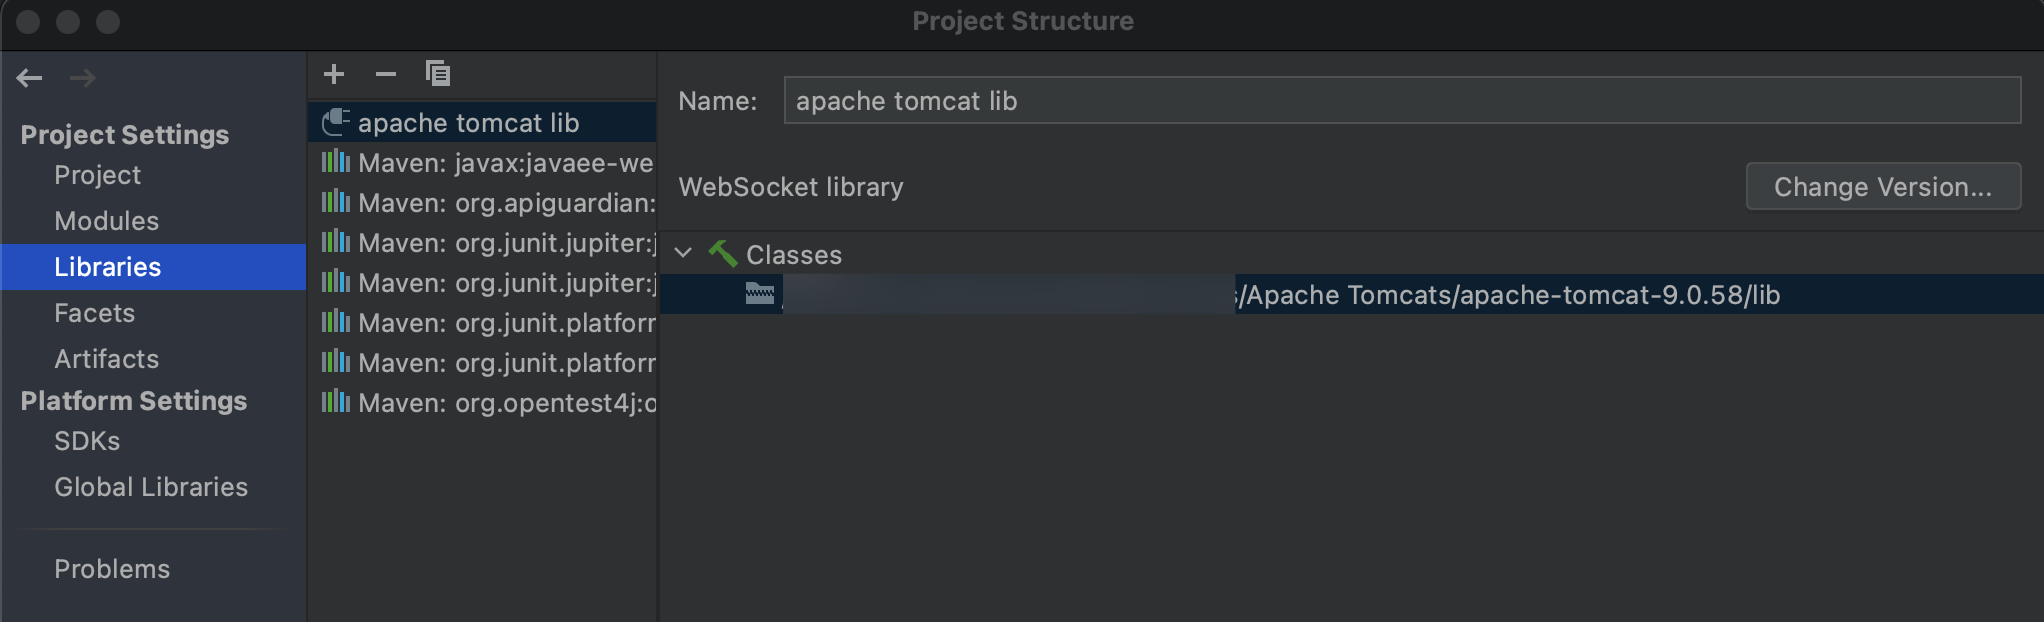 Project Structure
Project Settings
Project
Modules
Libraries
Facets
Artifacts
Platform Settings
SDKs
Global Libraries
Problems
apache tomcat lib
Maven: javax:javaee-we
Maven: org.apiguardian:
Maven: org.junit.jupiter:j
Maven: org.junit.jupiter:j
Maven: org.junit.platforr
Maven: org.junit.platforr
Maven: org.opentest4j:o
Name: apache tomcat lib
WebSocket library
Change Version...
Classes
/Apache Tomcats/apache-tomcat-9.0.58/lib